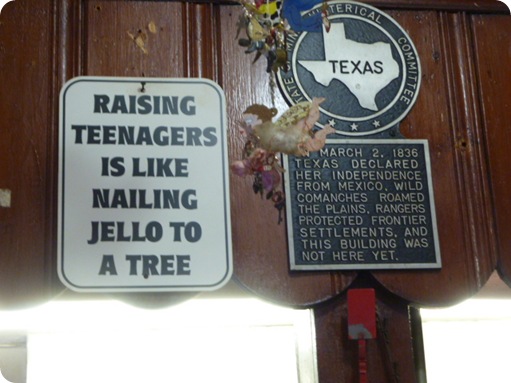 RAISING
TEENAGERS
IS LIKE
NAILING
JELLO TO
A TREE
HISTORICAL COMMITTEE
TEXAS
MARCH 2, 1836
TEXAS DECLARED
HER INDEPENDENCE
FROM MEXICO. WILD
COMANCHES ROAMED
THE PLAINS, RANGERS
PROTECTED FRONTIER
SETTLEMENTS, AND
THIS BUILDING WAS
NOT HERE YET.